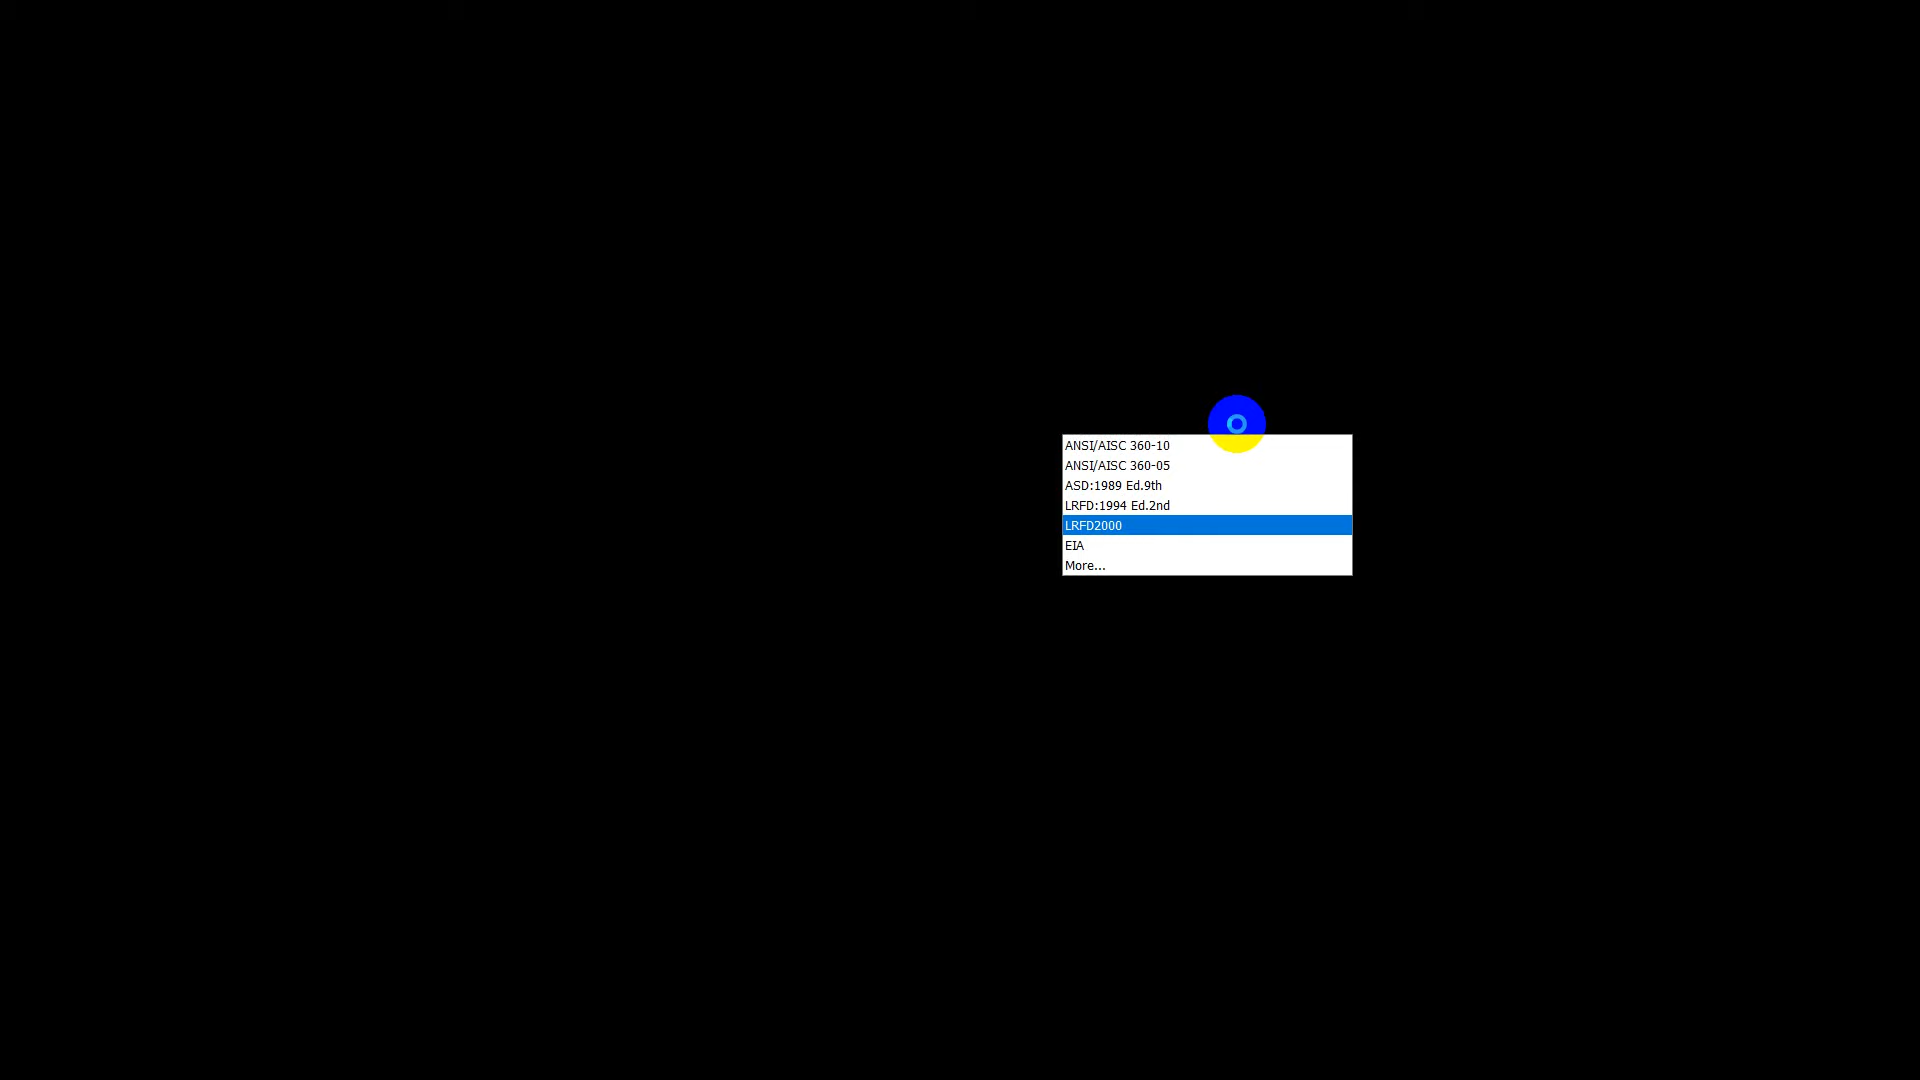 ANSI/AISC 360-10
ANSI/AISC 360-05
ASD:1989 Ed.9th
LRFD:1994 Ed.2nd
LRFD2000
EIA
More...